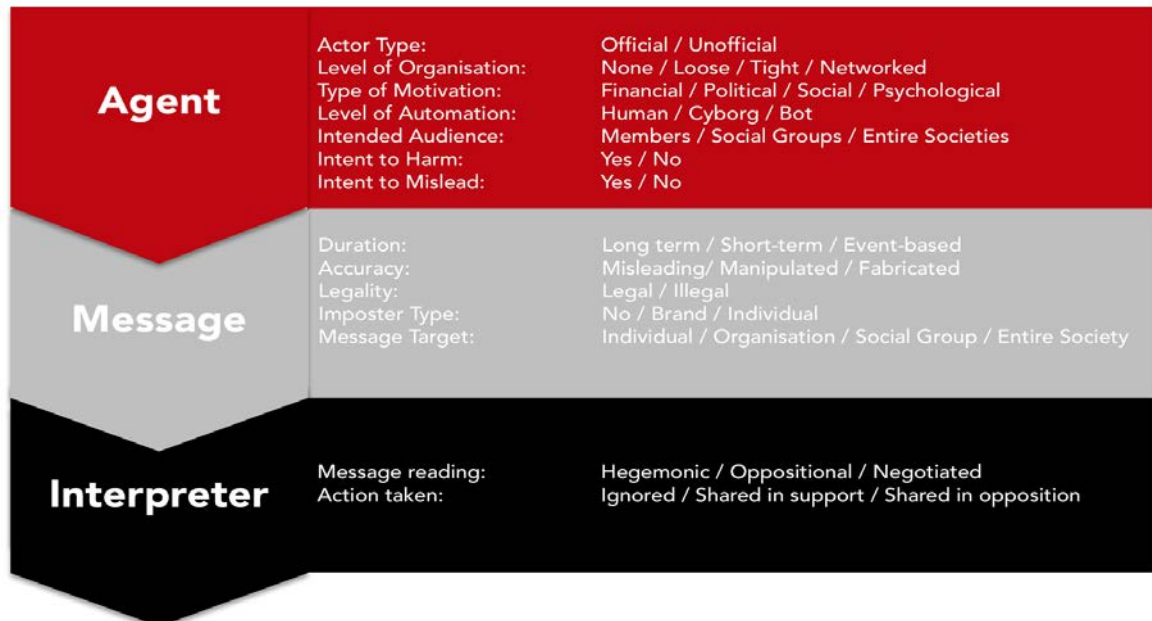 Agent
Actor Type: Official / Unofficial
Level of Organisation: None / Loose / Tight / Networked
Type of Motivation: Financial / Political / Social / Psychological
Level of Automation: Human / Cyborg / Bot
Intended Audience: Members / Social Groups / Entire Societies
Intent to Harm: Yes / No
Intent to Mislead: Yes / No
Message
Duration: Long term / Short-term / Event-based
Accuracy: Misleading/ Manipulated / Fabricated
Legality: Legal / Illegal
Imposter Type: No / Brand / Individual
Message Target: Individual / Organisation / Social Group / Entire Society
Interpreter
Message reading: Hegemonic / Oppositional / Negotiated
Action taken: Ignored / Shared in support / Shared in opposition